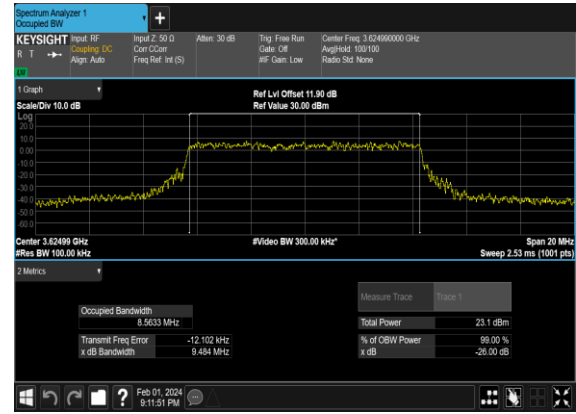 Spectrum Analyzer 1
Occupied BW
+
KEYSIGHT Input: RF Input Z: 50 Ω Atten: 30 dB Trig: Free Run Center Freq: 3.624990000 GHz
R T Coupling: DC Corr CCorr Gate: Off Avg|Hold: 100/100
Align: Auto Freq Ref: Int (S) #IF Gain: Low Radio Std: None
1 Graph
Ref Lvl Offset 11.90 dB
Scale/Div 10.0 dB Ref Value 30.00 dBm
Log
20.0
10.0
0.00
-10.0
-20.0
-30.0
-40.0
-50.0
-60.0
Center 3.62499 GHz #Video BW 300.00 kHz* Span 20 MHz
#Res BW 100.00 kHz Sweep 2.53 ms (1001 pts)
2 Metrics
Measure Trace Trace 1
Occupied Bandwidth
8.5633 MHz Total Power 23.1 dBm
Transmit Freq Error -12.102 kHz % of OBW Power 99.00 %
x dB Bandwidth 9.484 MHz x dB -26.00 dB
? Feb 01, 2024
9:11:51 PM